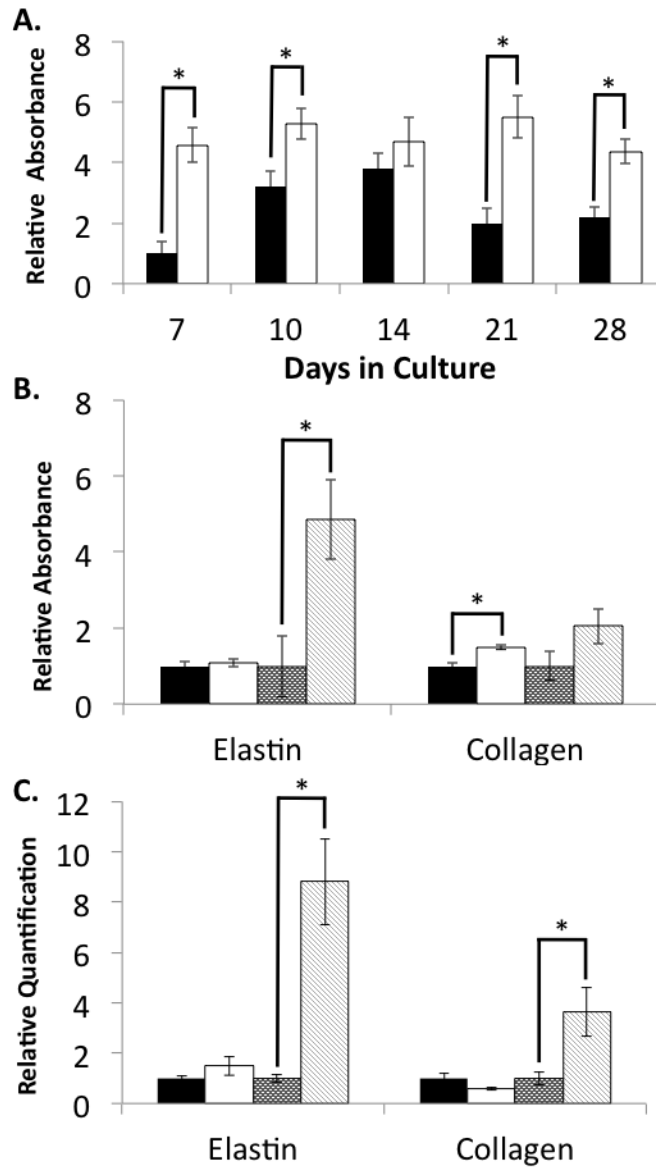 A.
8
6
4
2
0
Relative Absorbance
* * * *
7 10 14 21 28
Days in Culture
B.
8
6
4
2
0
Relative Absorbance
* *
Elastin Collagen
C.
12
10
8
6
4
2
0
Relative Quantification
* *
Elastin Collagen